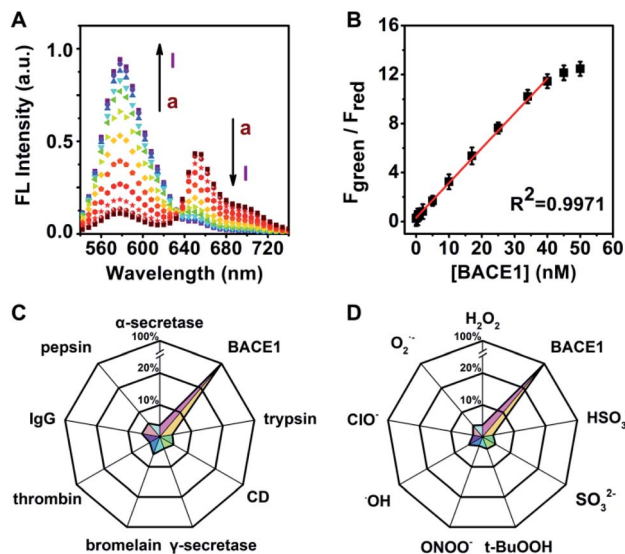 A
FL Intensity (a.u.)
1.0
0.5
0.0
l
a
a
l
560 600 640 680 720
Wavelength (nm)
B
Fgreen / Fred
16
12
8
4
0
R²=0.9971
0 10 20 30 40 50 60
[BACE1] (nM)
C
α-secretase
100%
20%
10%
BACE1
trypsin
CD
γ-secretase
bromelain
thrombin
IgG
pepsin
D
H₂O₂
100%
20%
10%
BACE1
HSO₃⁻
SO₃²⁻
t-BuOOH
ONOO⁻
·OH
ClO⁻
O₂·⁻